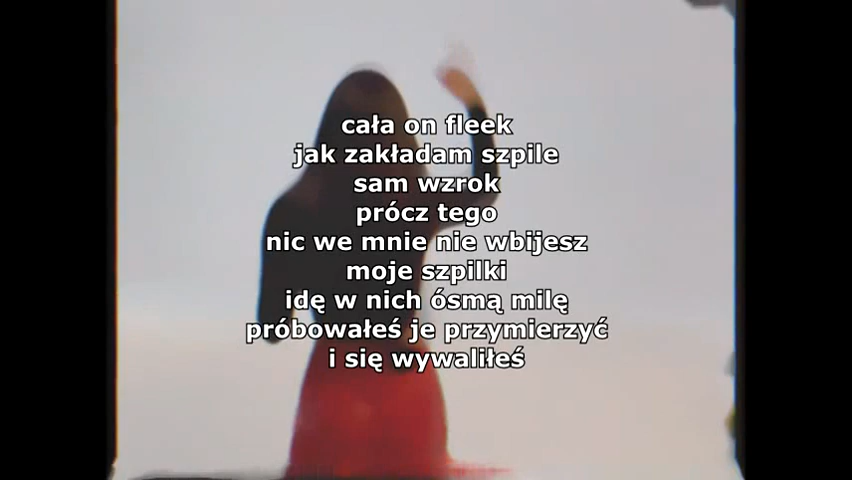 cała on fleek
jak zakładam szpile
sam wzrok
prócz tego
nic we mnie nie wbijesz
moje szpilki
idę w nich ósmą milę
próbowałeś je przymierzyć
i się wywaliłeś